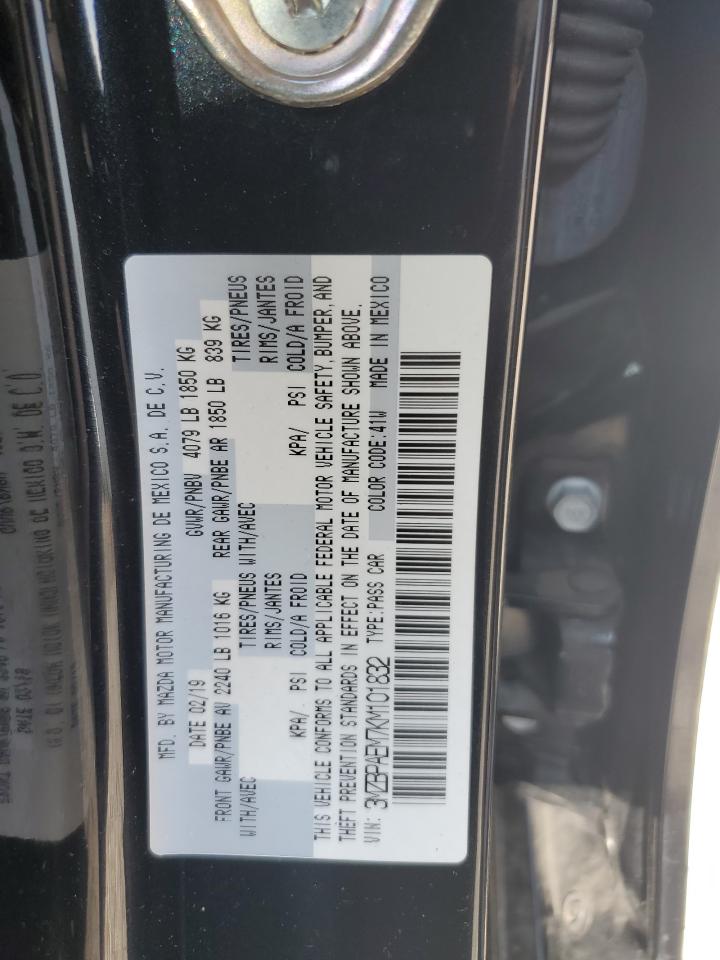 MFD. BY MAZDA MOTOR MANUFACTURING DE MEXICO S.A. DE C.V.
DATE 02/19 GVWR/PNBV 4079 LB 1850 KG
FRONT GAWR/PNBE AV 2240 LB 1016 KG REAR GAWR/PNBE AR 1850 LB 839 KG
WITH/AVEC TIRES/PNEUS WITH/AVEC TIRES/PNEUS
RIMS/JANTES RIMS/JANTES
KPA/ PSI COLD/A FROID KPA/ PSI COLD/A FROID
THIS VEHICLE CONFORMS TO ALL APPLICABLE FEDERAL MOTOR VEHICLE SAFETY, BUMPER, AND
THEFT PREVENTION STANDARDS IN EFFECT ON THE DATE OF MANUFACTURE SHOWN ABOVE.
VIN: 3MZBPAEM7KM101832 TYPE:PASS CAR COLOR CODE:41W MADE IN MEXICO